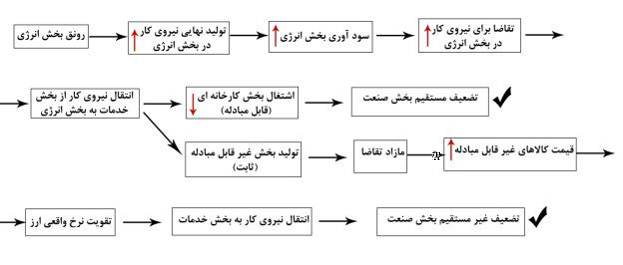 رونق بخش انرژی
تولید نهایی نیروی کار
در بخش انرژی
سود آوری بخش انرژی
تقاضا برای نیروی کار
در بخش انرژی
انتقال نیروی کار از بخش
خدمات به بخش انرژی
اشتغال بخش کارخانه ای
(قابل مبادله)
تضعیف مستقیم بخش صنعت
تولید بخش غیر قابل مبادله
(ثابت)
مازاد تقاضا
قیمت کالاهای غیر قابل مبادله
تقویت نرخ واقعی ارز
انتقال نیروی کار به بخش خدمات
تضعیف غیر مستقیم بخش صنعت